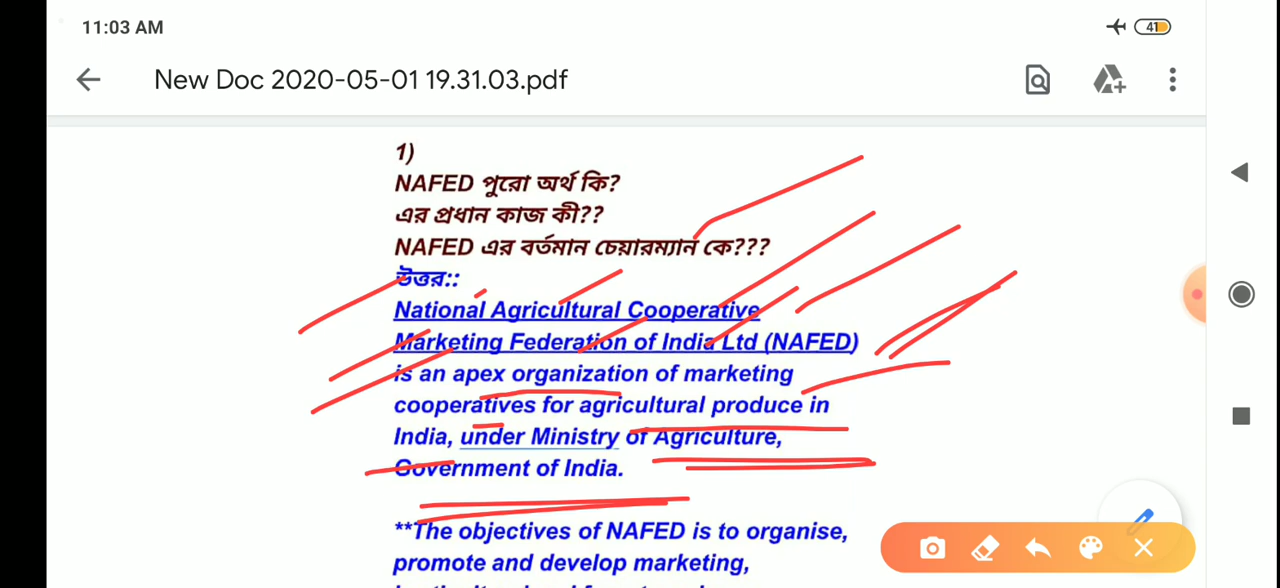 11:03 AM
41
New Doc 2020-05-01 19.31.03.pdf
1)
NAFED পুরো অর্থ কি?
এর প্রধান কাজ কী??
NAFED এর বর্তমান চেয়ারম্যান কে???
উত্তর::
National Agricultural Cooperative
Marketing Federation of India Ltd (NAFED)
is an apex organization of marketing
cooperatives for agricultural produce in
India, under Ministry of Agriculture,
Government of India.
**The objectives of NAFED is to organise,
promote and develop marketing,